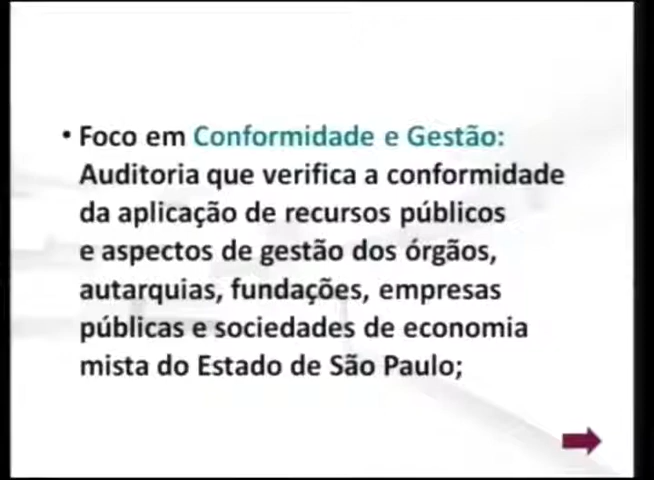 • Foco em Conformidade e Gestão:
Auditoria que verifica a conformidade
da aplicação de recursos públicos
e aspectos de gestão dos órgãos,
autarquias, fundações, empresas
públicas e sociedades de economia
mista do Estado de São Paulo;